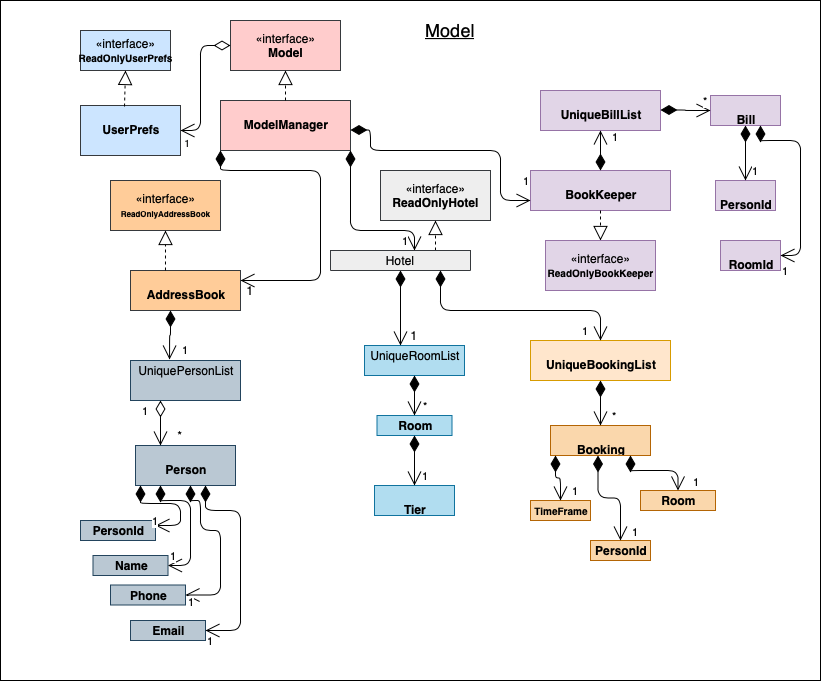 Model
«interface»
ReadOnlyUserPrefs
«interface»
Model
UserPrefs
1
ModelManager
UniqueBillList
*
Bill
1
1
BookKeeper
1
PersonId
«interface»
ReadOnlyAddressBook
«interface»
ReadOnlyHotel
1
Hotel
«interface»
ReadOnlyBookKeeper
RoomId
1
AddressBook
1
1
UniquePersonList
1
UniqueRoomList
1
UniqueBookingList
1
*
*
Room
*
Booking
Person
1
Tier
1
TimeFrame
1
Room
1
PersonId
1
PersonId
1
Name
1
Phone
1
Email
1